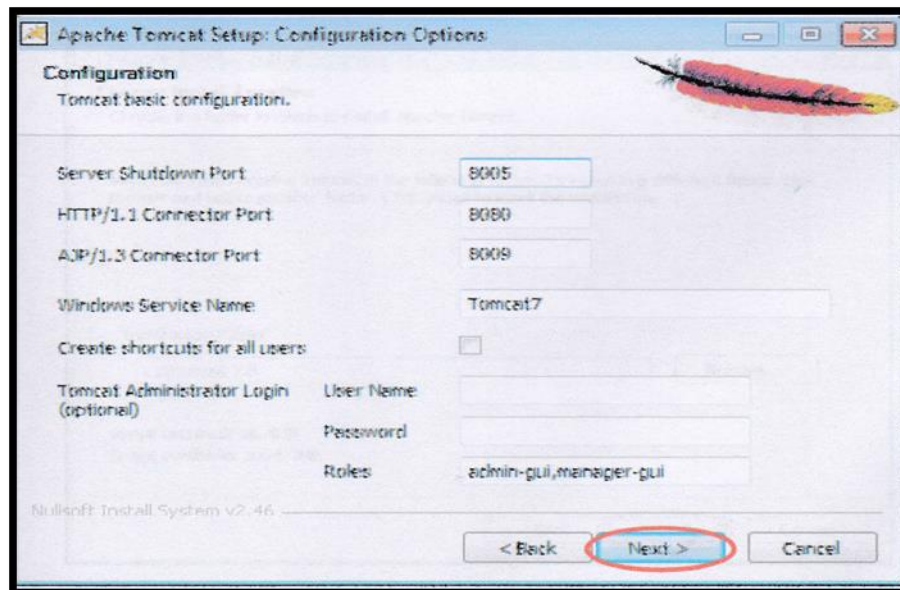 Apache Tomcat Setup: Configuration Options
Configuration
Tomcat basic configuration.
Server Shutdown Port 8005
HTTP/1.1 Connector Port 8080
AJP/1.3 Connector Port 8009
Windows Service Name Tomcat7
Create shortcuts for all users
Tomcat Administrator Login (optional) User Name
Password
Roles admin-gui,manager-gui
Nullsoft Install System v2.46
< Back Next > Cancel